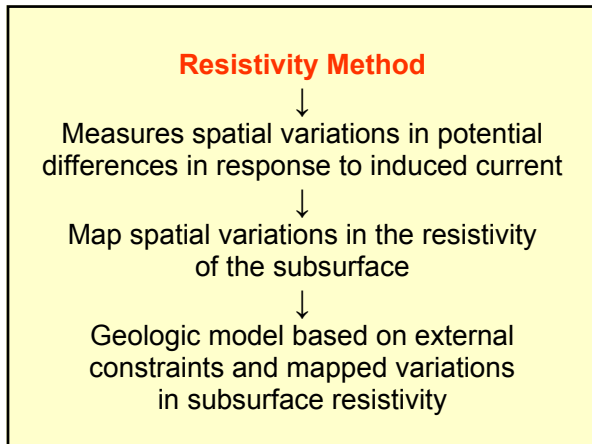 Resistivity Method
↓
Measures spatial variations in potential
differences in response to induced current
↓
Map spatial variations in the resistivity
of the subsurface
↓
Geologic model based on external
constraints and mapped variations
in subsurface resistivity